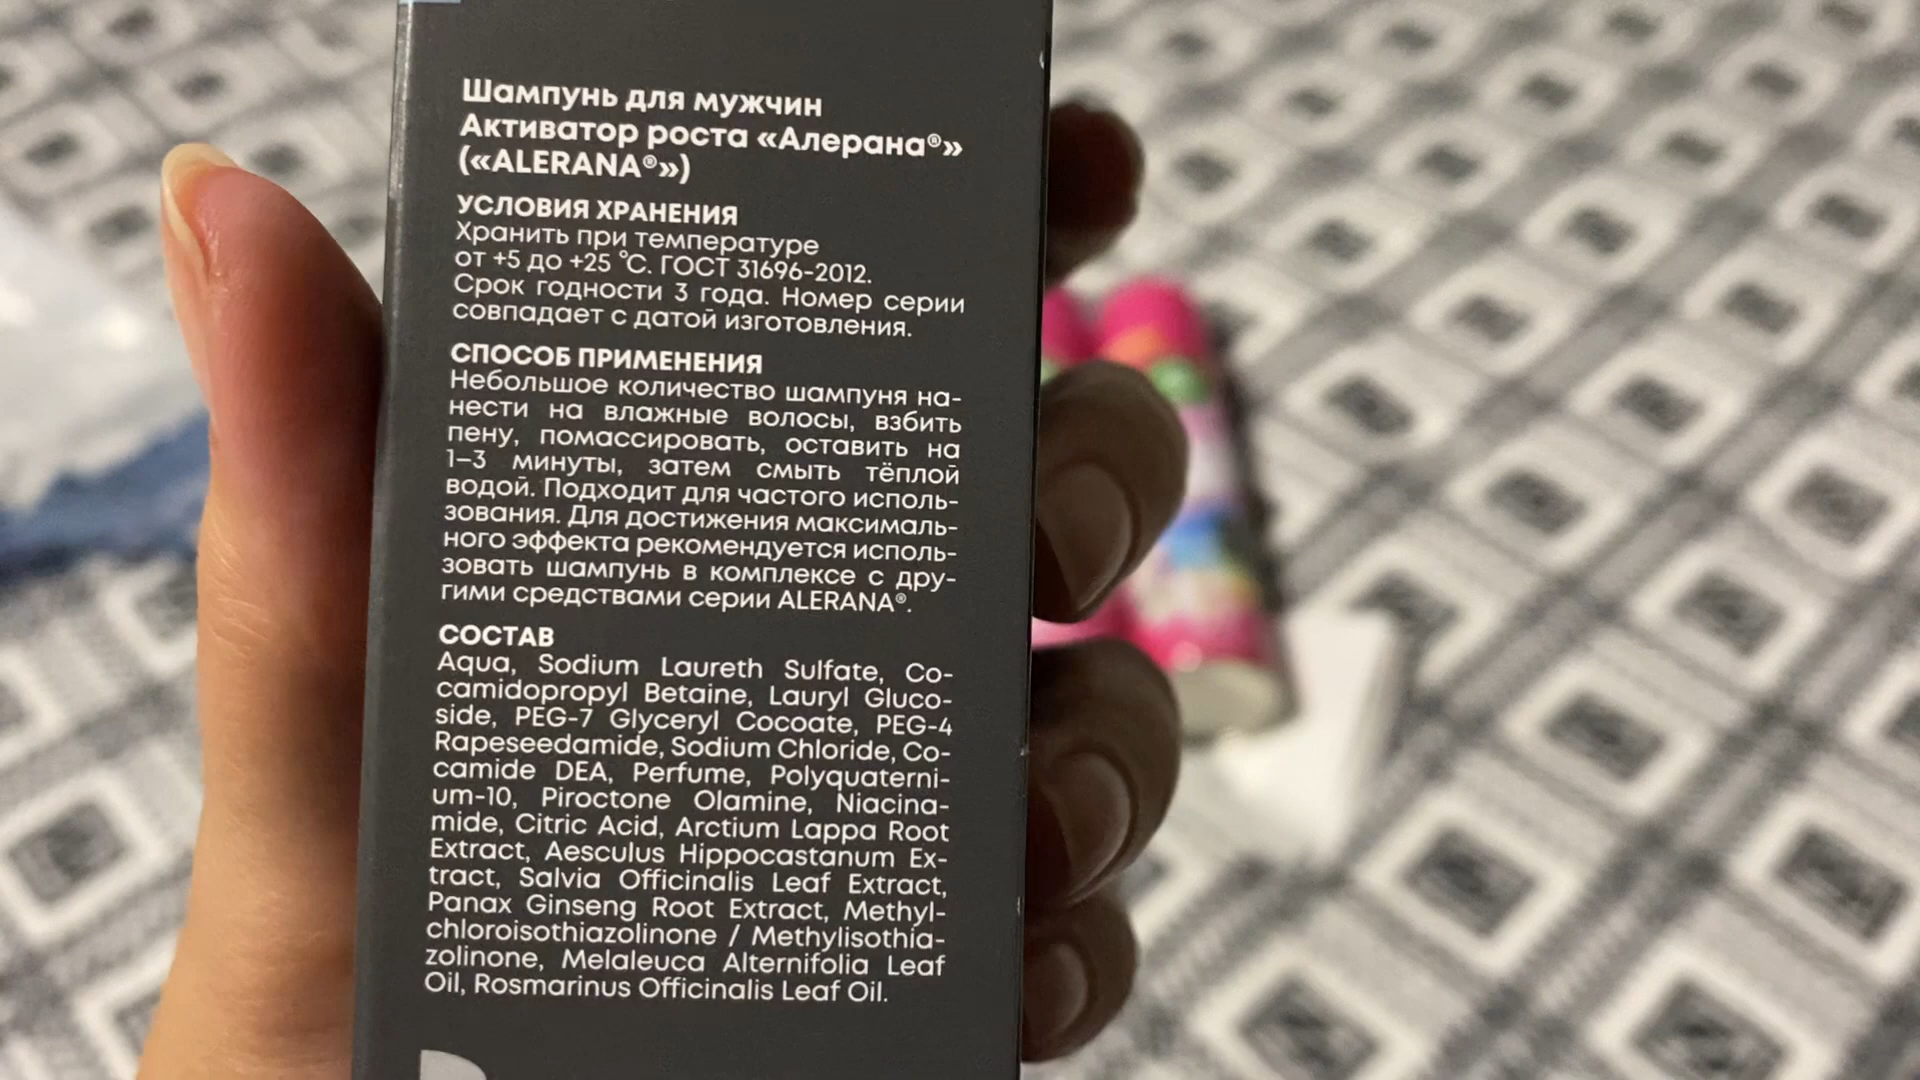 Шампунь для мужчин
Активатор роста «Алерана®»
(«ALERANA®»)
УСЛОВИЯ ХРАНЕНИЯ
Хранить при температуре
от +5 до +25 °С. ГОСТ 31696-2012.
Срок годности 3 года. Номер серии
совпадает с датой изготовления.
СПОСОБ ПРИМЕНЕНИЯ
Небольшое количество шампуня на-
нести на влажные волосы, взбить
пену, помассировать, оставить на
1–3 минуты, затем смыть тёплой
водой. Подходит для частого исполь-
зования. Для достижения максималь-
ного эффекта рекомендуется исполь-
зовать шампунь в комплексе с дру-
гими средствами серии ALERANA®.
СОСТАВ
Aqua, Sodium Laureth Sulfate, Co-
camidopropyl Betaine, Lauryl Gluco-
side, PEG-7 Glyceryl Cocoate, PEG-4
Rapeseedamide, Sodium Chloride, Co-
camide DEA, Perfume, Polyquaterni-
um-10, Piroctone Olamine, Niacina-
mide, Citric Acid, Arctium Lappa Root
Extract, Aesculus Hippocastanum Ex-
tract, Salvia Officinalis Leaf Extract,
Panax Ginseng Root Extract, Methyl-
chloroisothiazolinone / Methylisothia-
zolinone, Melaleuca Alternifolia Leaf
Oil, Rosmarinus Officinalis Leaf Oil.